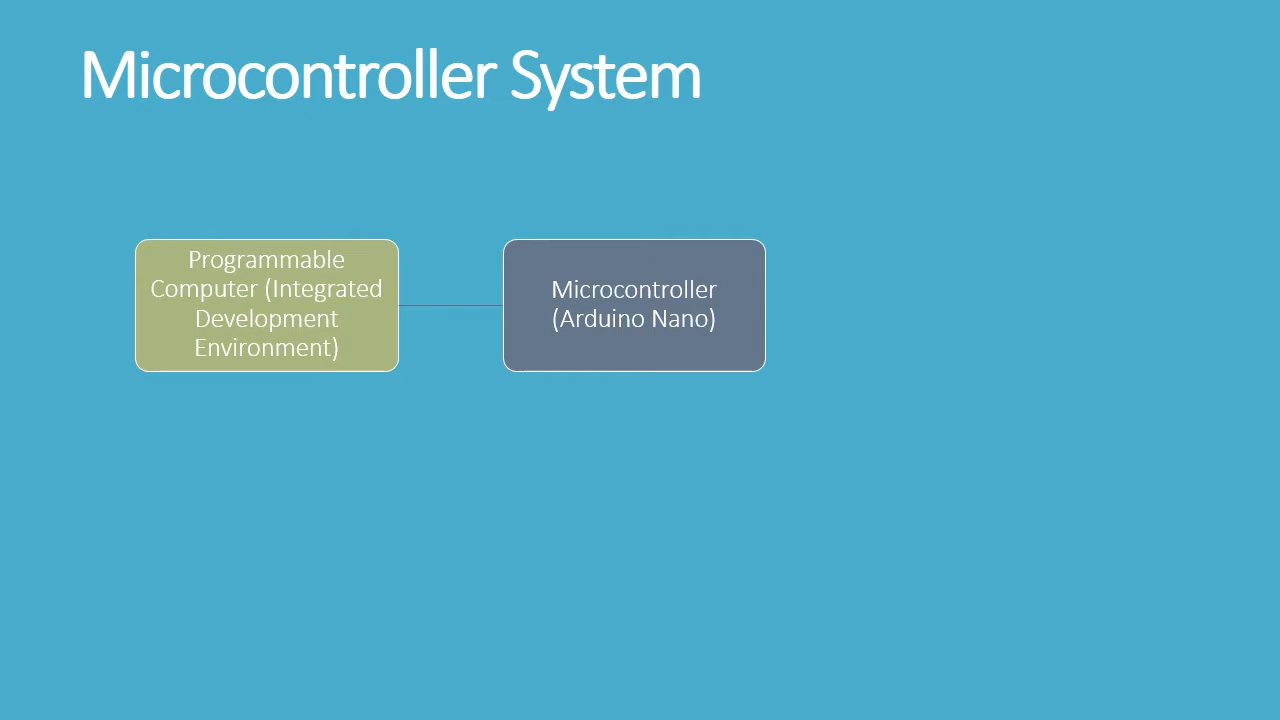 Microcontroller System
Programmable
Computer (Integrated
Development
Environment)
Microcontroller
(Arduino Nano)